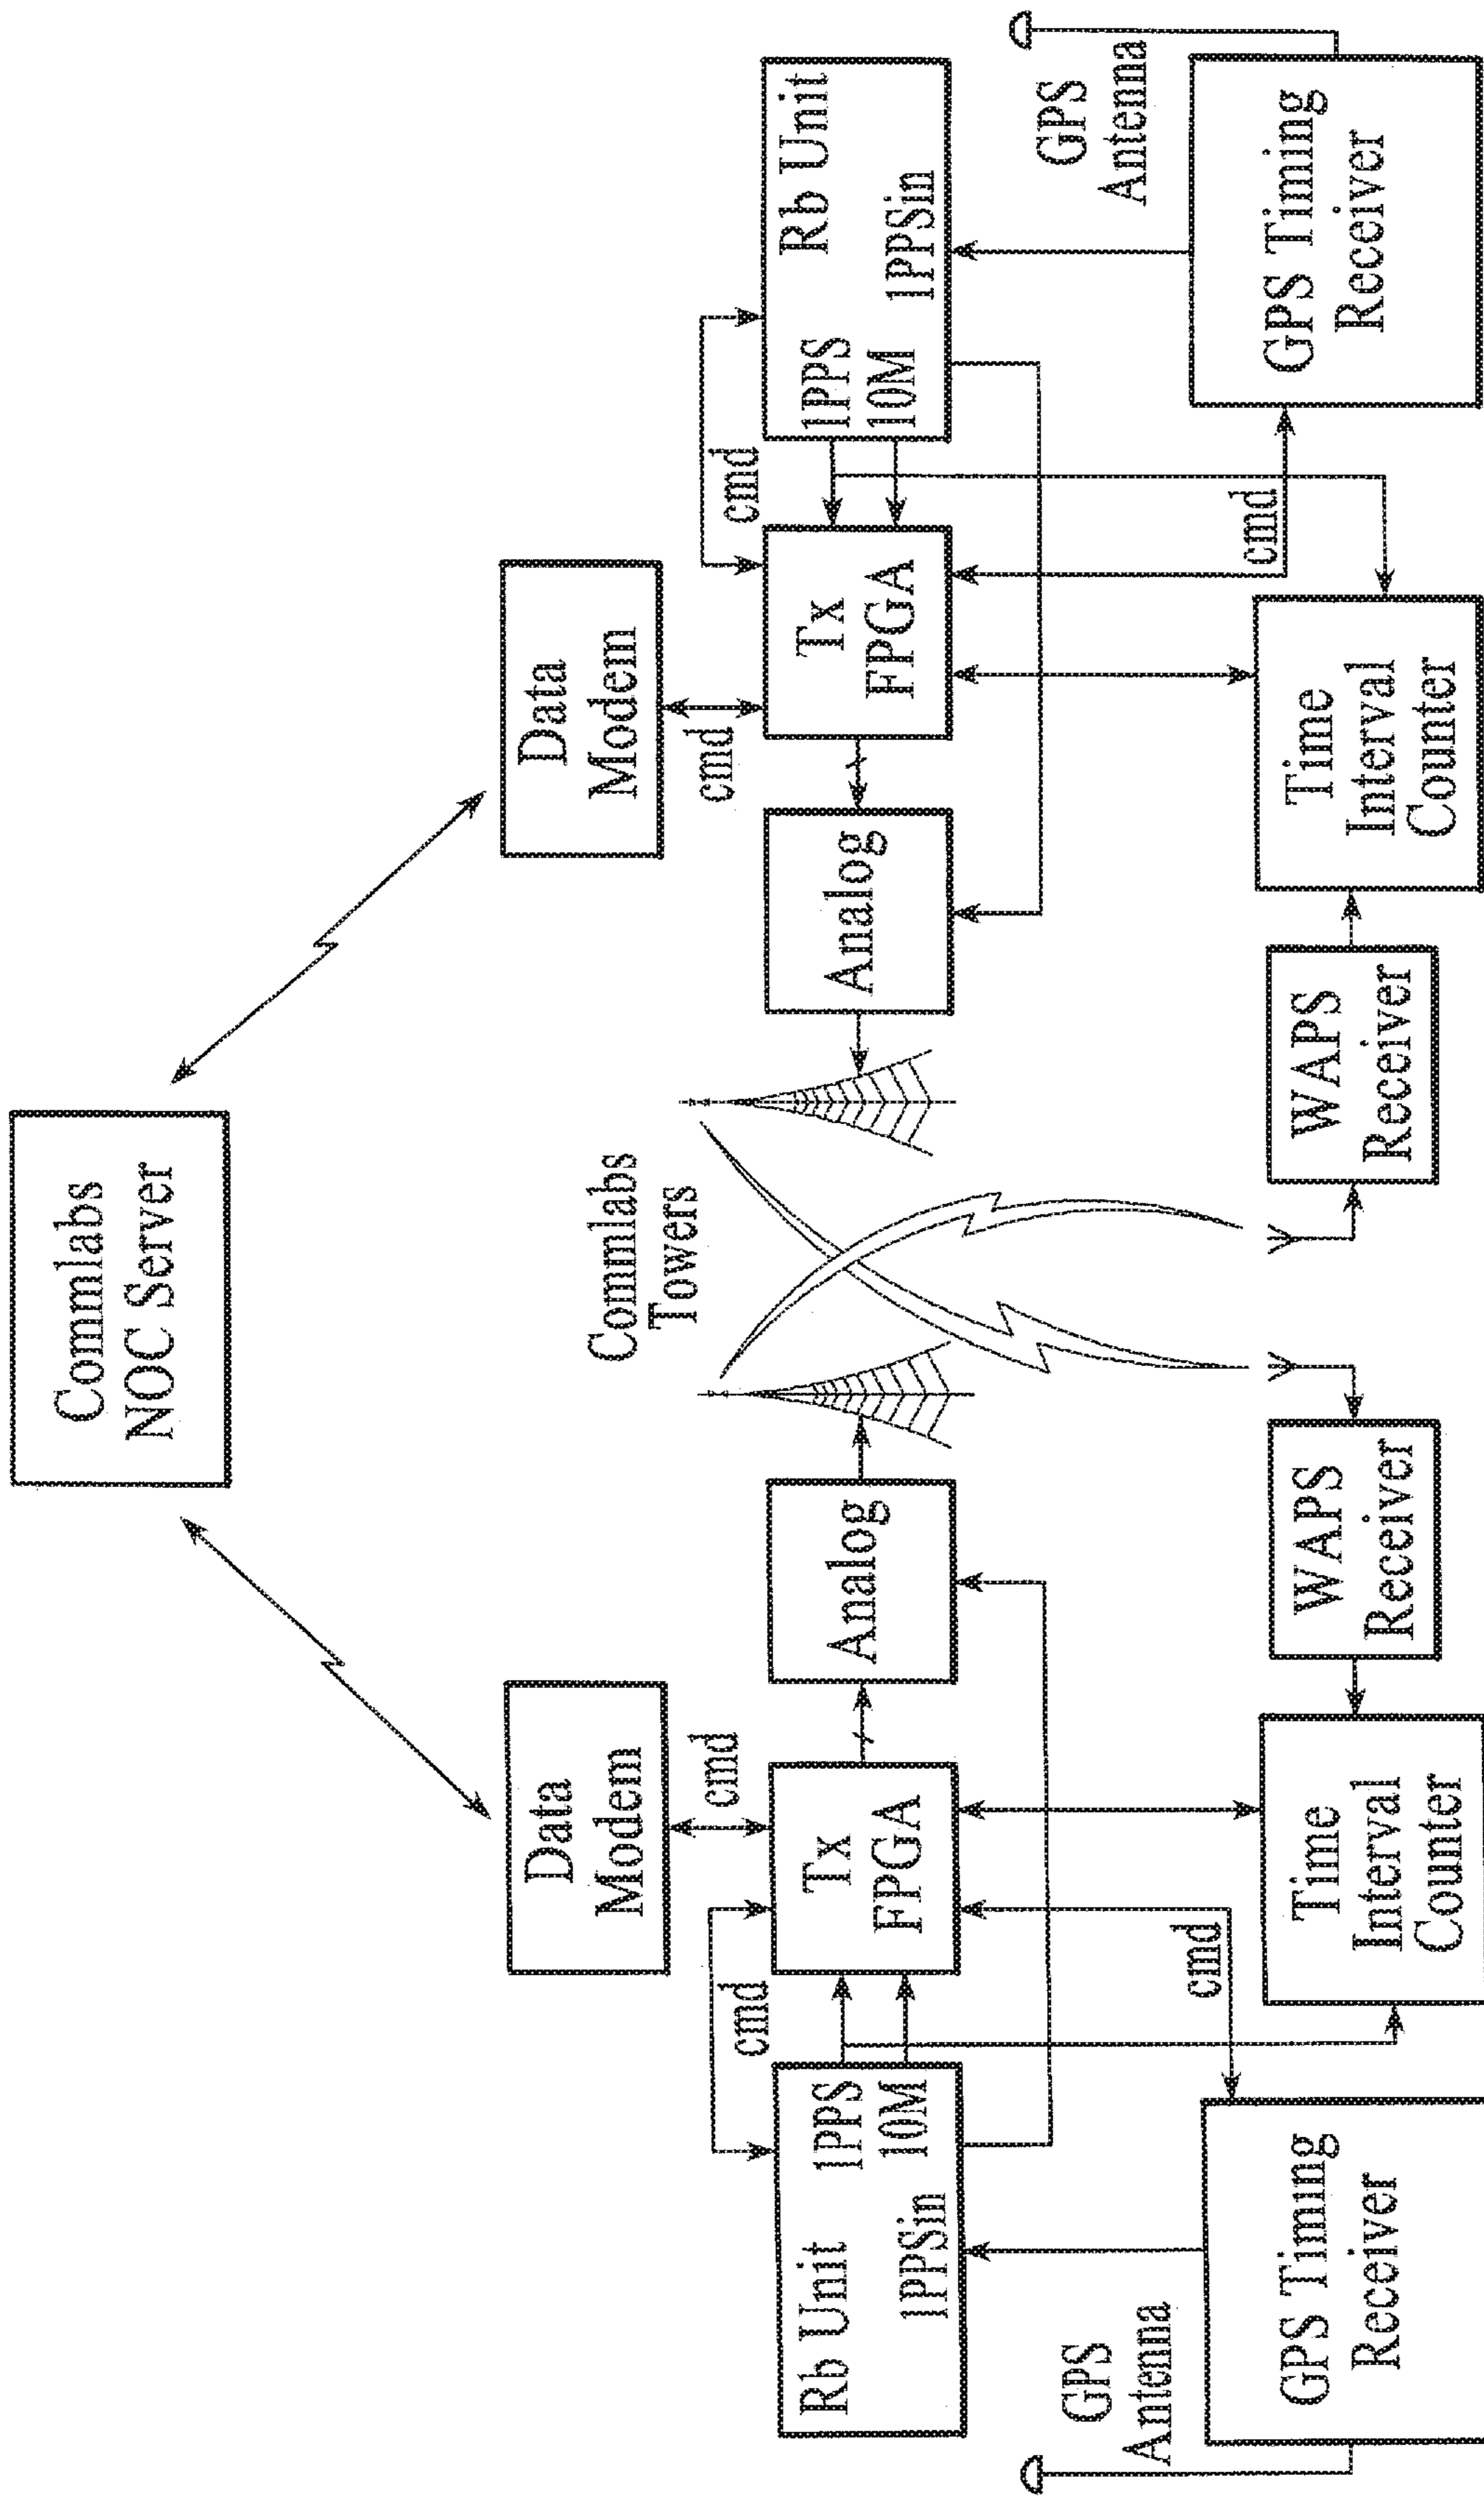 Commlabs
NOC Server
Data
Modem
Data
Modem
cmd
cmd
cmd
cmd
Commlabs
Towers
Rb Unit
1PPS
10M
1PPSin
Tx
FPGA
Analog
Analog
Tx
FPGA
Rb Unit
1PPS
10M
1PPSin
GPS
Antenna
cmd
cmd
GPS
Antenna
GPS Timing
Receiver
Time
Interval
Counter
WAPS
Receiver
WAPS
Receiver
Time
Interval
Counter
GPS Timing
Receiver